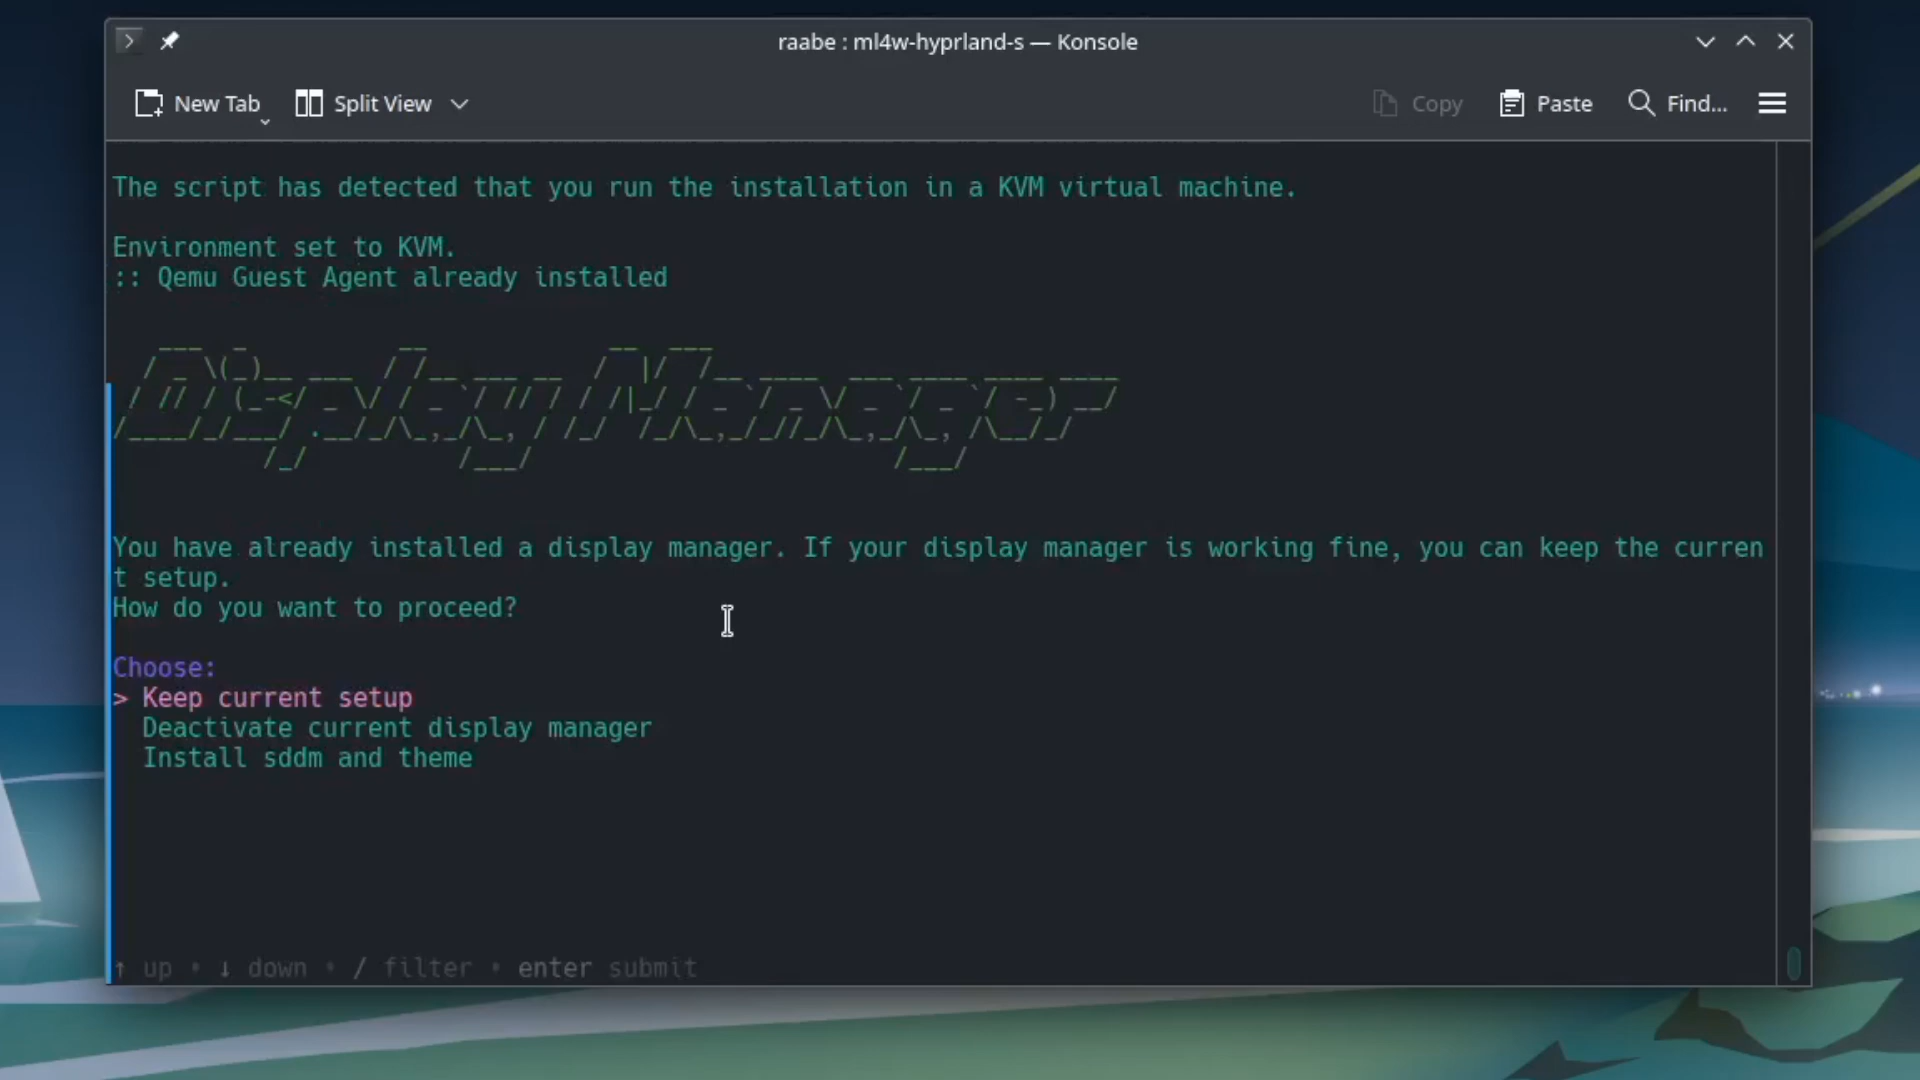 raabe : ml4w-hyprland-s — Konsole
New Tab
Split View
Copy
Paste
Find...
The script has detected that you run the installation in a KVM virtual machine.
Environment set to KVM.
:: Qemu Guest Agent already installed
Display Manager
You have already installed a display manager. If your display manager is working fine, you can keep the curren
t setup.
How do you want to proceed?
Choose:
> Keep current setup
Deactivate current display manager
Install sddm and theme
↑ up • ↓ down • / filter • enter submit